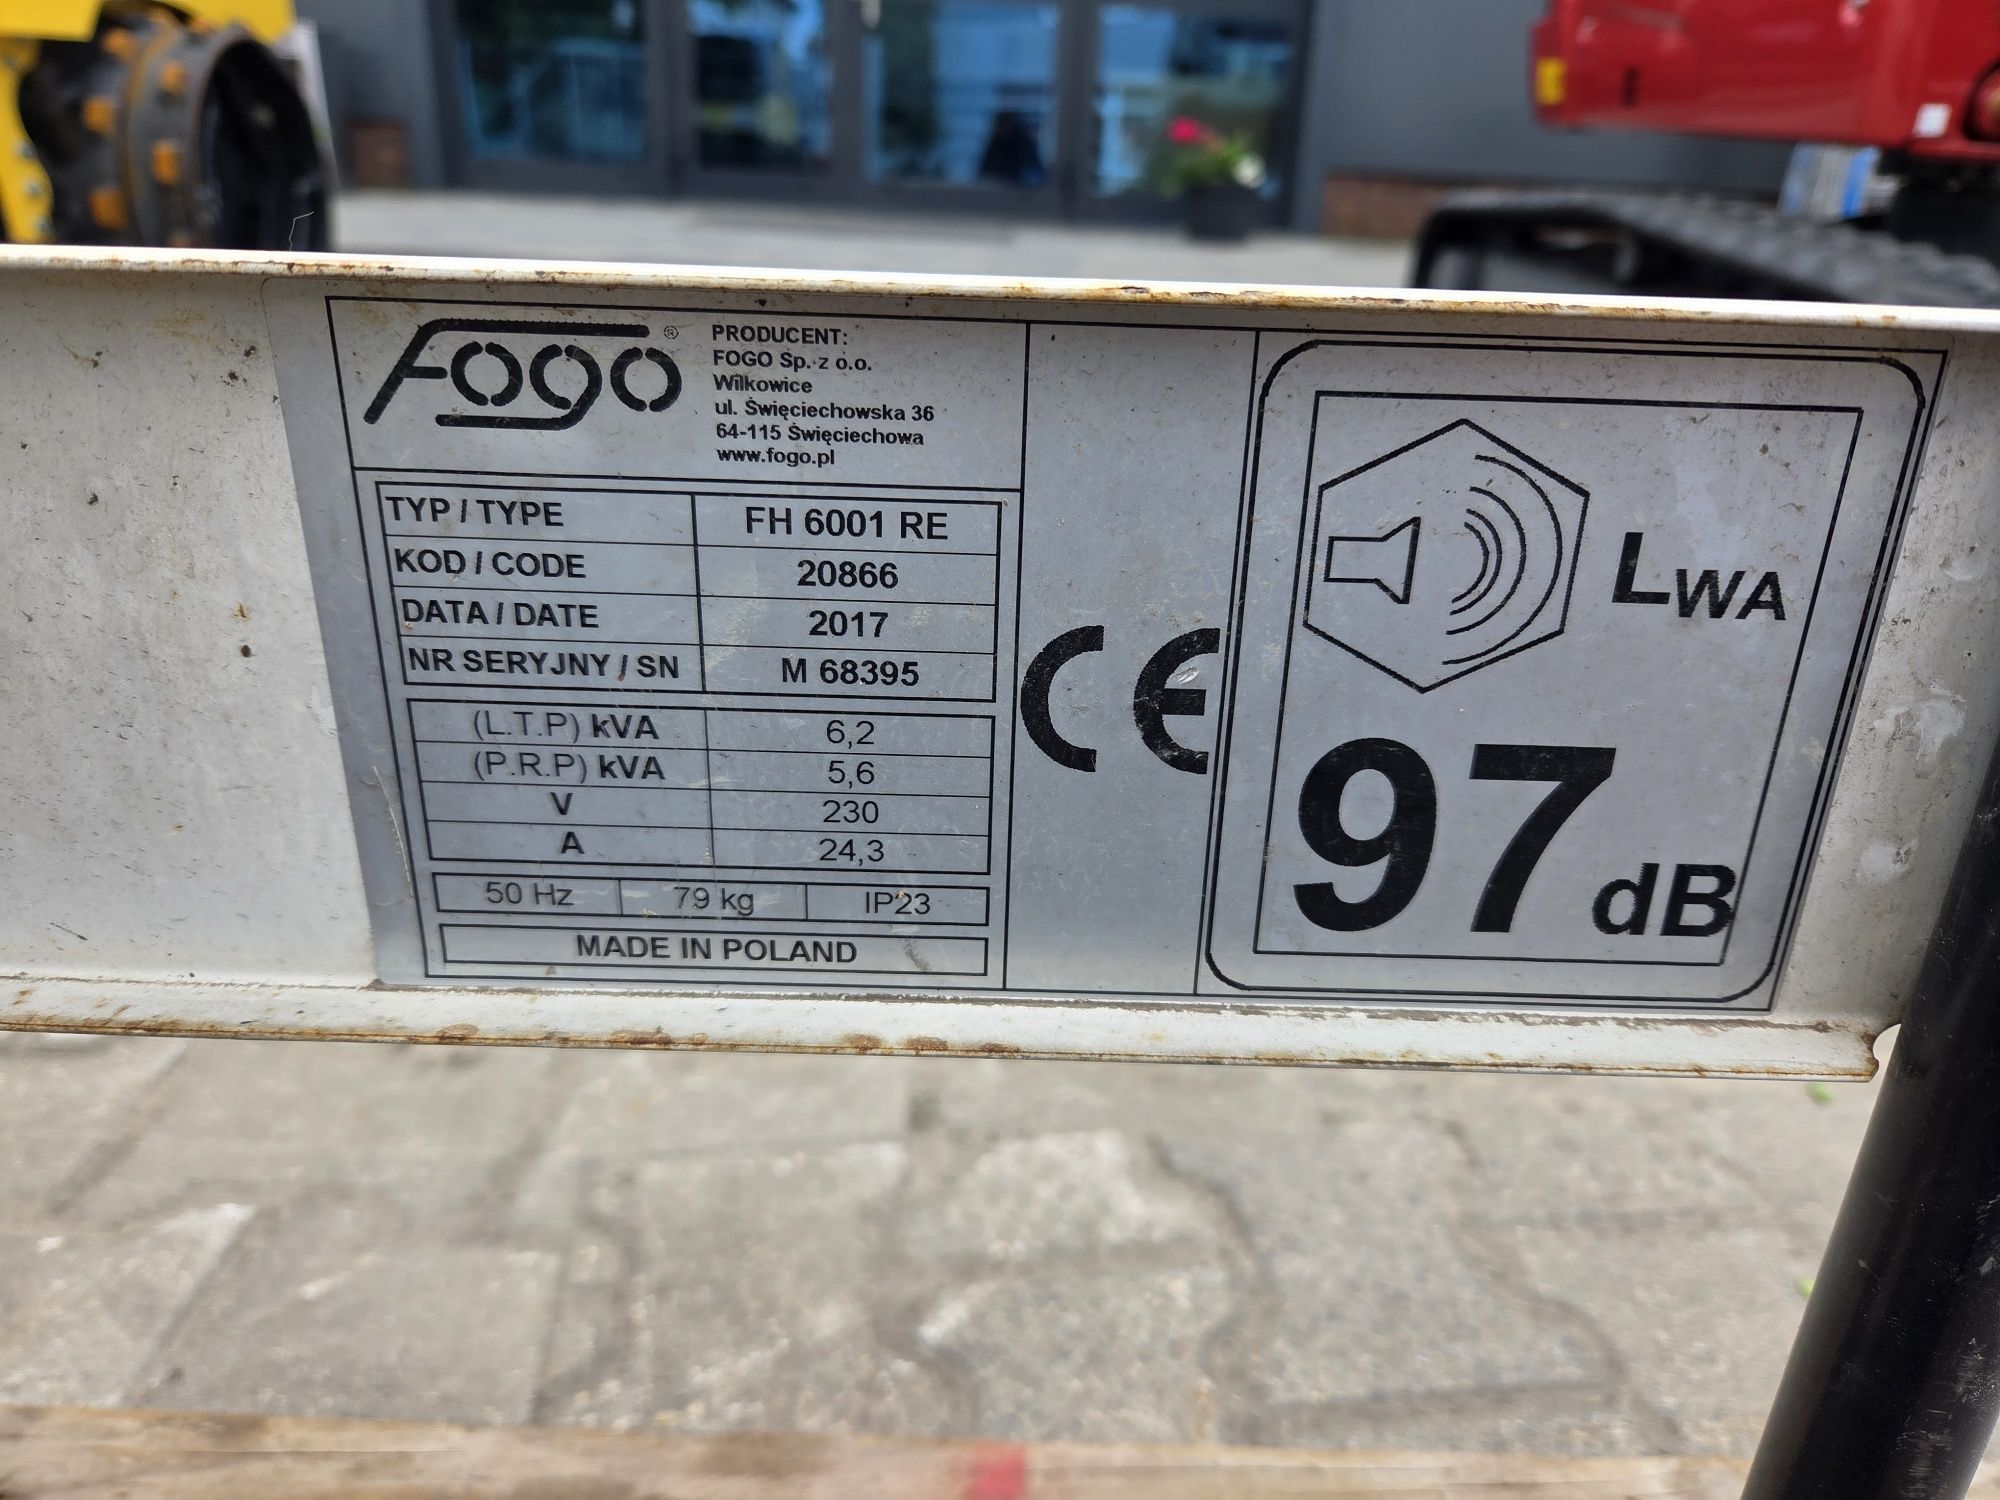 Fogo ®
PRODUCENT:
FOGO Sp. z o.o.
Wilkowice
ul. Święciechowska 36
64-115 Święciechowa
www.fogo.pl
TYP / TYPE FH 6001 RE
KOD / CODE 20866
DATA / DATE 2017
NR SERYJNY / SN M 68395
(L.T.P) kVA 6,2
(P.R.P) kVA 5,6
V 230
A 24,3
50 Hz 79 kg IP23
MADE IN POLAND
CE
LWA
97 dB